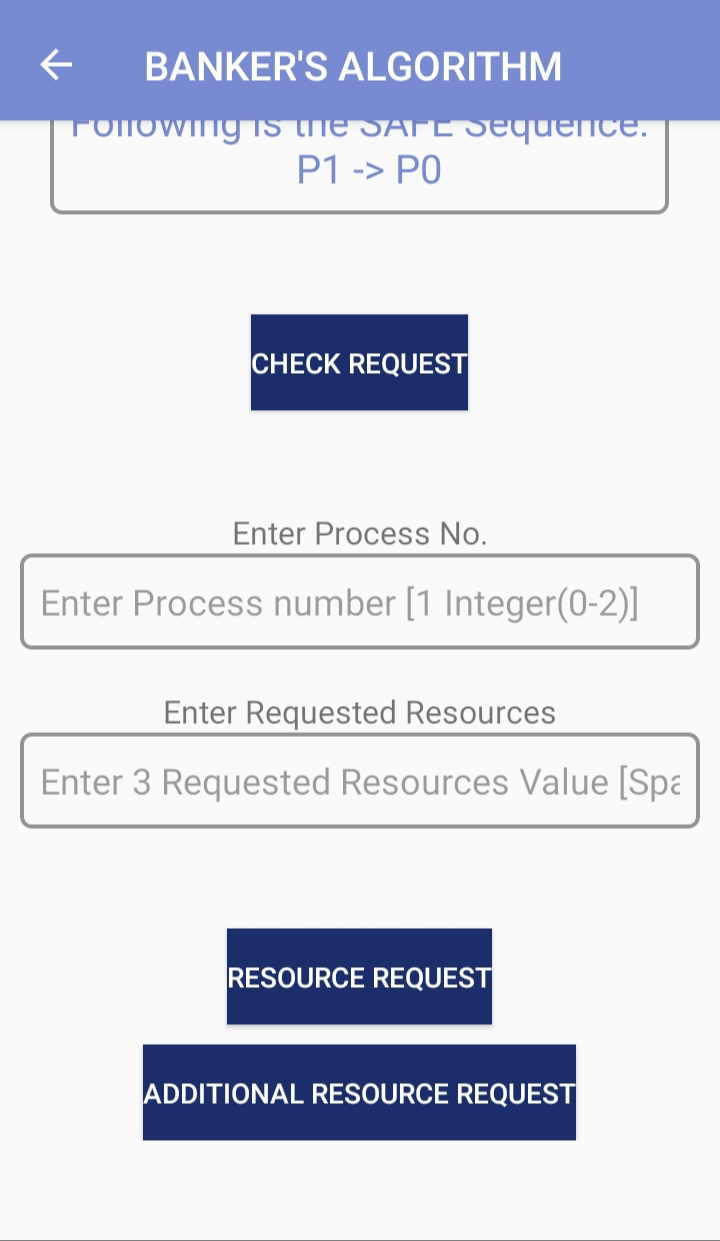 BANKER'S ALGORITHM
Following is the SAFE Sequence:
P1 -> P0
CHECK REQUEST
Enter Process No.
Enter Process number [1 Integer(0-2)]
Enter Requested Resources
Enter 3 Requested Resources Value [Spa
RESOURCE REQUEST
ADDITIONAL RESOURCE REQUEST